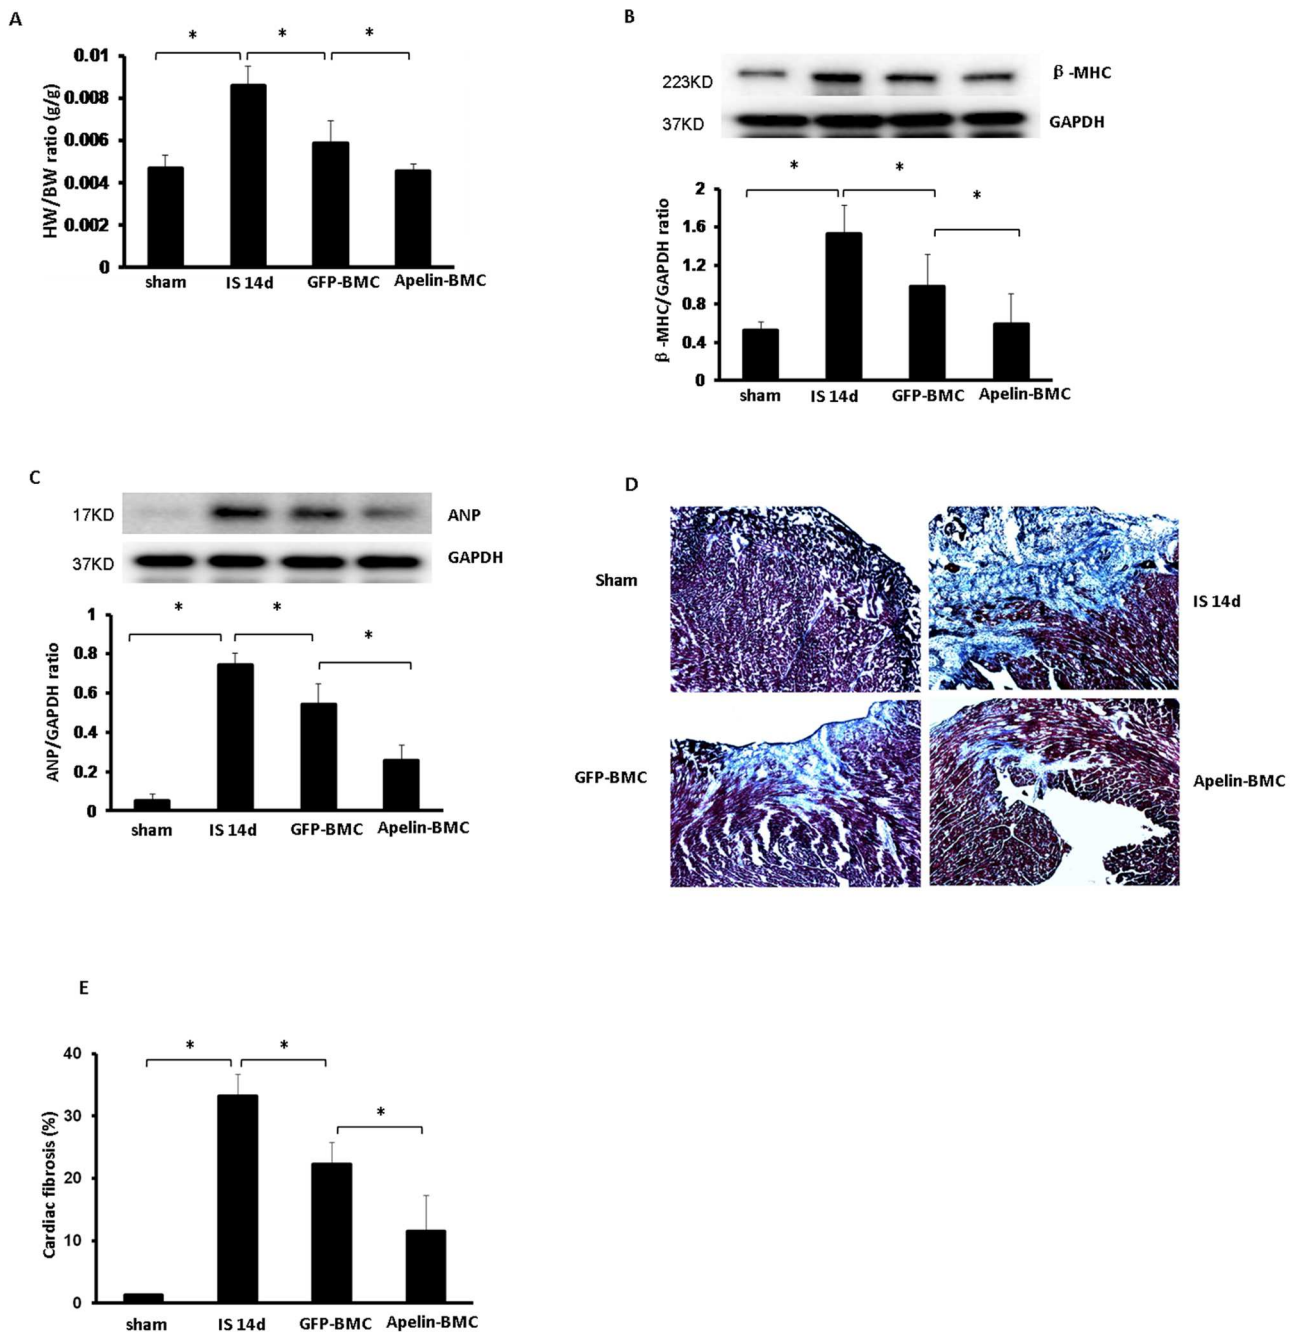 A
* * *
0.01
0.008
0.006
0.004
0.002
0
HW/BW ratio (g/g)
sham IS 14d GFP-BMC Apelin-BMC
B
223KD β-MHC
37KD GAPDH
* * *
2
1.6
1.2
0.8
0.4
0
β-MHC/GAPDH ratio
sham IS 14d GFP-BMC Apelin-BMC
C
17KD ANP
37KD GAPDH
* * *
1
0.8
0.6
0.4
0.2
0
ANP/GAPDH ratio
sham IS 14d GFP-BMC Apelin-BMC
D
Sham IS 14d
GFP-BMC Apelin-BMC
E
* * *
40
30
20
10
0
Cardiac fibrosis (%)
sham IS 14d GFP-BMC Apelin-BMC